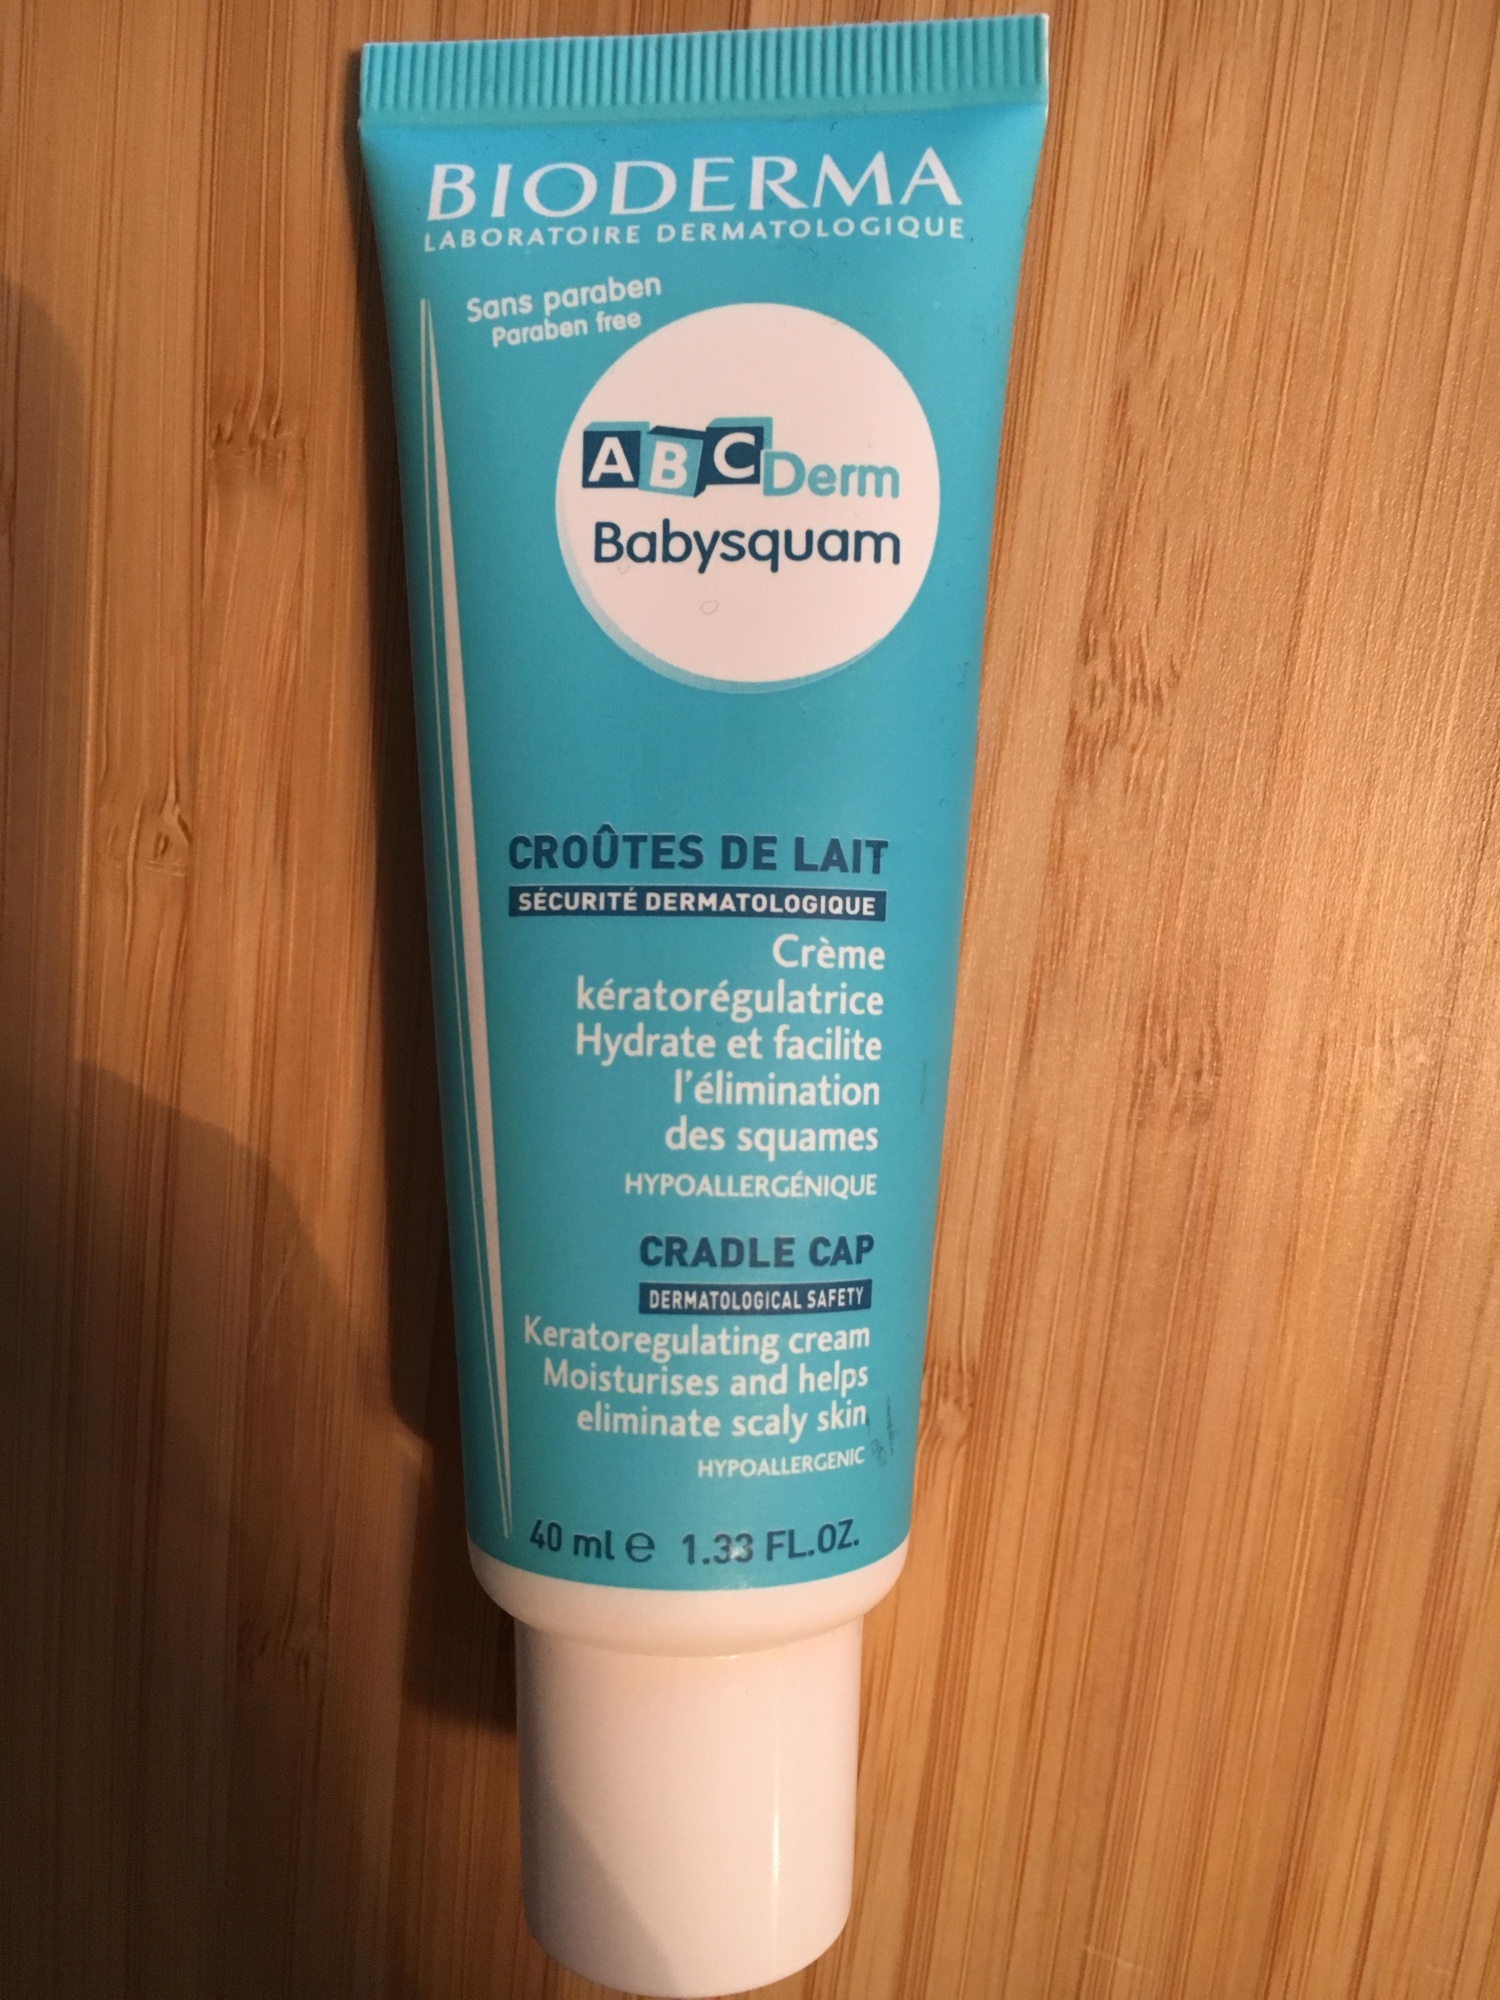 BIODERMA
LABORATOIRE DERMATOLOGIQUE
Sans paraben
Paraben free
ABCDerm
Babysquam
CROÛTES DE LAIT
SÉCURITÉ DERMATOLOGIQUE
Crème
kératorégulatrice
Hydrate et facilite
l'élimination
des squames
HYPOALLERGÉNIQUE
CRADLE CAP
DERMATOLOGICAL SAFETY
Keratoregulating cream
Moisturises and helps
eliminate scaly skin
HYPOALLERGENIC
40 ml e 1.33 FL.OZ.